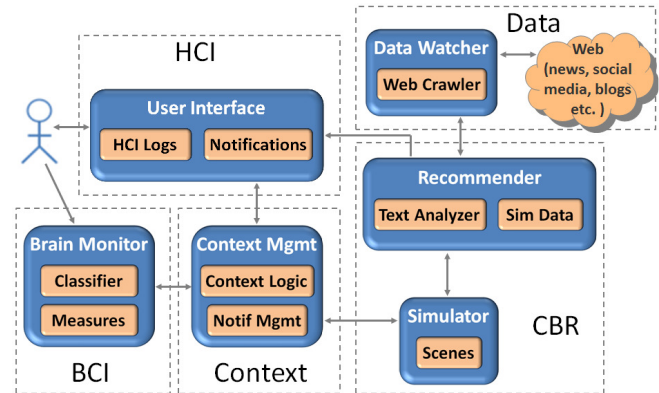 HCI
Data
Data Watcher
Web Crawler
Web
(news, social
media, blogs
etc. )
User Interface
HCI Logs
Notifications
Recommender
Text Analyzer
Sim Data
Brain Monitor
Classifier
Measures
Context Mgmt
Context Logic
Notif Mgmt
Simulator
Scenes
CBR
BCI
Context